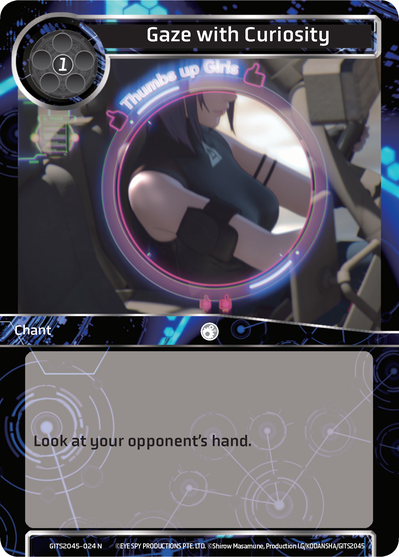 Gaze with Curiosity
1
Thumbs up Girls
Chant
Look at your opponent's hand.
GITS2045-024 N ©EYE SPY PRODUCTIONS PTE. LTD. ©Shirow Masamune, Production I.G/KODANSHA/GITS2045